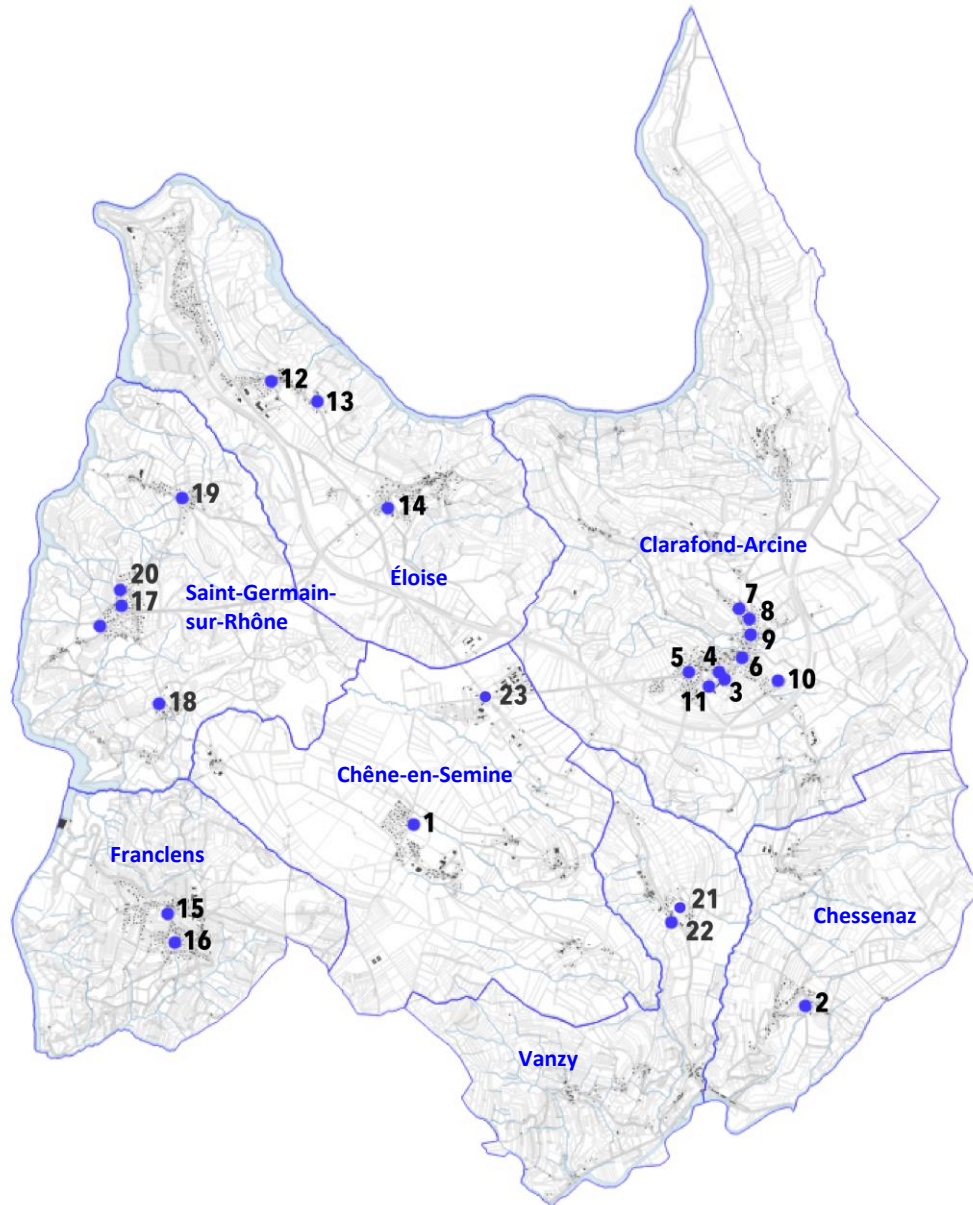 12
13
19
14
Clarafond-Arcine
Éloise
20
Saint-Germain-
17
sur-Rhône
7
8
9
6
5
4
10
3
11
18
23
Chêne-en-Semine
1
Franclens
15
16
21
22
Chessenaz
2
Vanzy